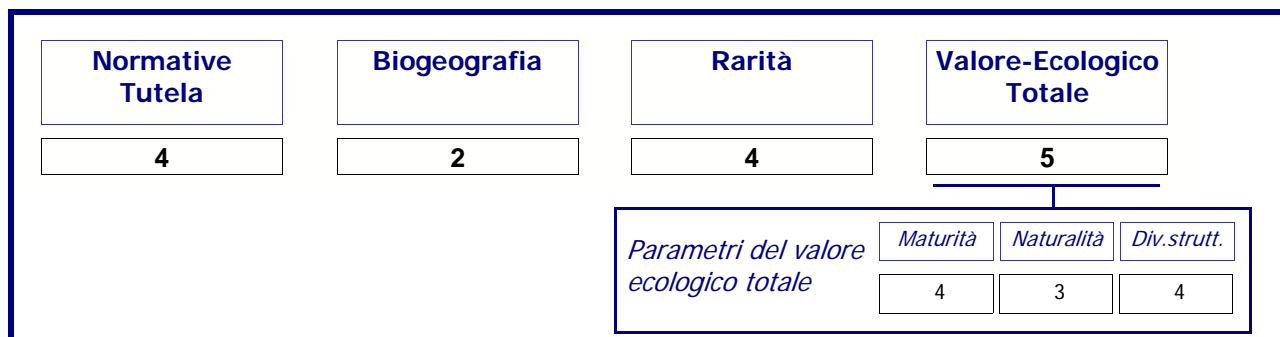 Normative
Tutela
4
Biogeografia
2
Rarità
4
Valore-Ecologico
Totale
5
Parametri del valore
ecologico totale
Maturità
4
Naturalità
3
Div.strutt.
4